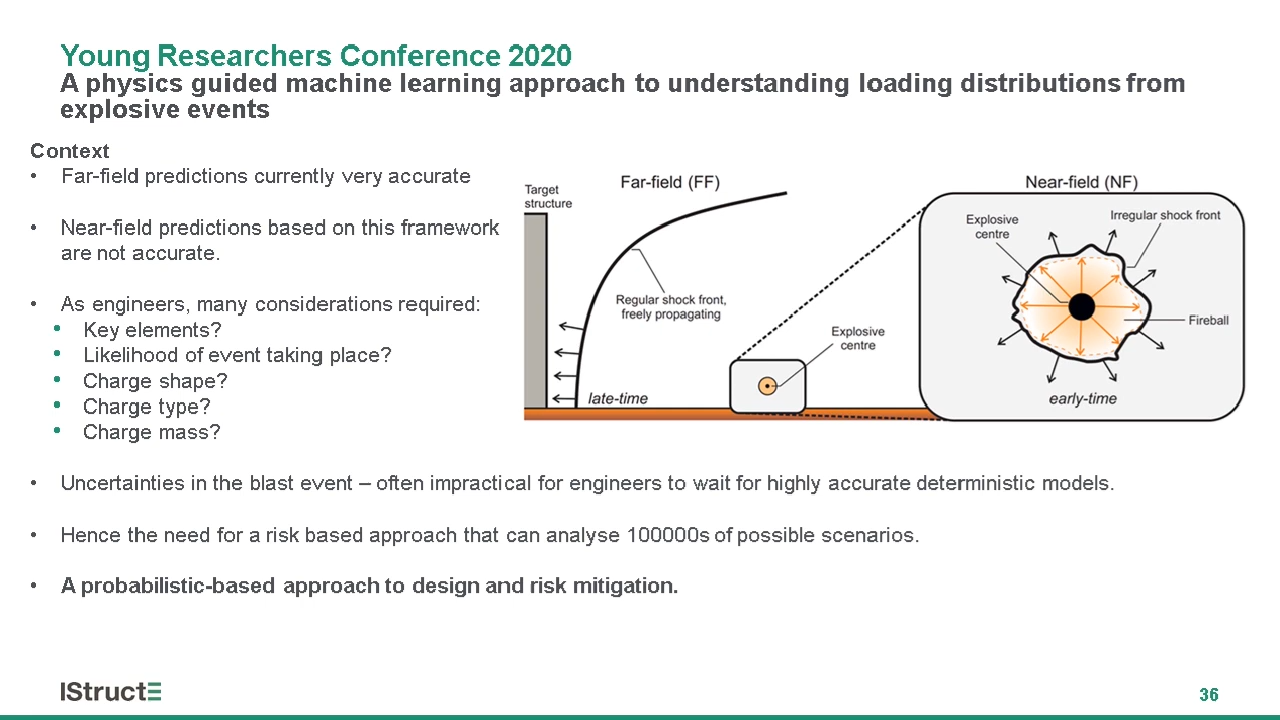 Young Researchers Conference 2020
A physics guided machine learning approach to understanding loading distributions from
explosive events
Context
• Far-field predictions currently very accurate
• Near-field predictions based on this framework
are not accurate.
• As engineers, many considerations required:
• Key elements?
• Likelihood of event taking place?
• Charge shape?
• Charge type?
• Charge mass?
Target
structure
Far-field (FF)
Regular shock front,
freely propagating
late-time
Explosive
centre
Near-field (NF)
Explosive
centre
Irregular shock front
Fireball
early-time
• Uncertainties in the blast event – often impractical for engineers to wait for highly accurate deterministic models.
• Hence the need for a risk based approach that can analyse 100000s of possible scenarios.
• A probabilistic-based approach to design and risk mitigation.
IStructE
36